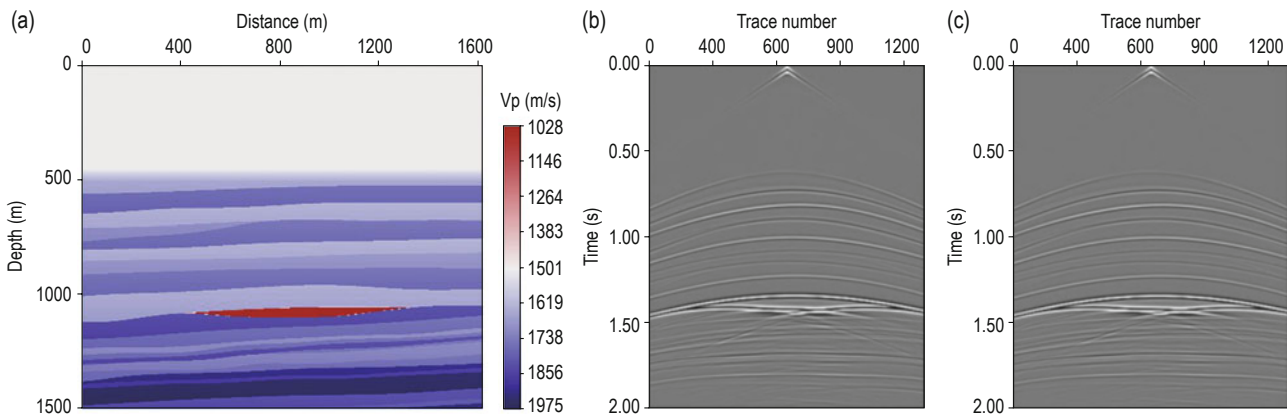 (a)
Distance (m)
0 400 800 1200 1600
Depth (m)
0
500
1000
1500
Vp (m/s)
1028
1146
1264
1383
1501
1619
1738
1856
1975
(b)
Trace number
0 400 600 900 1200
Time (s)
0.00
0.50
1.00
1.50
2.00
(c)
Trace number
0 400 600 900 1200
Time (s)
0.00
0.50
1.00
1.50
2.00